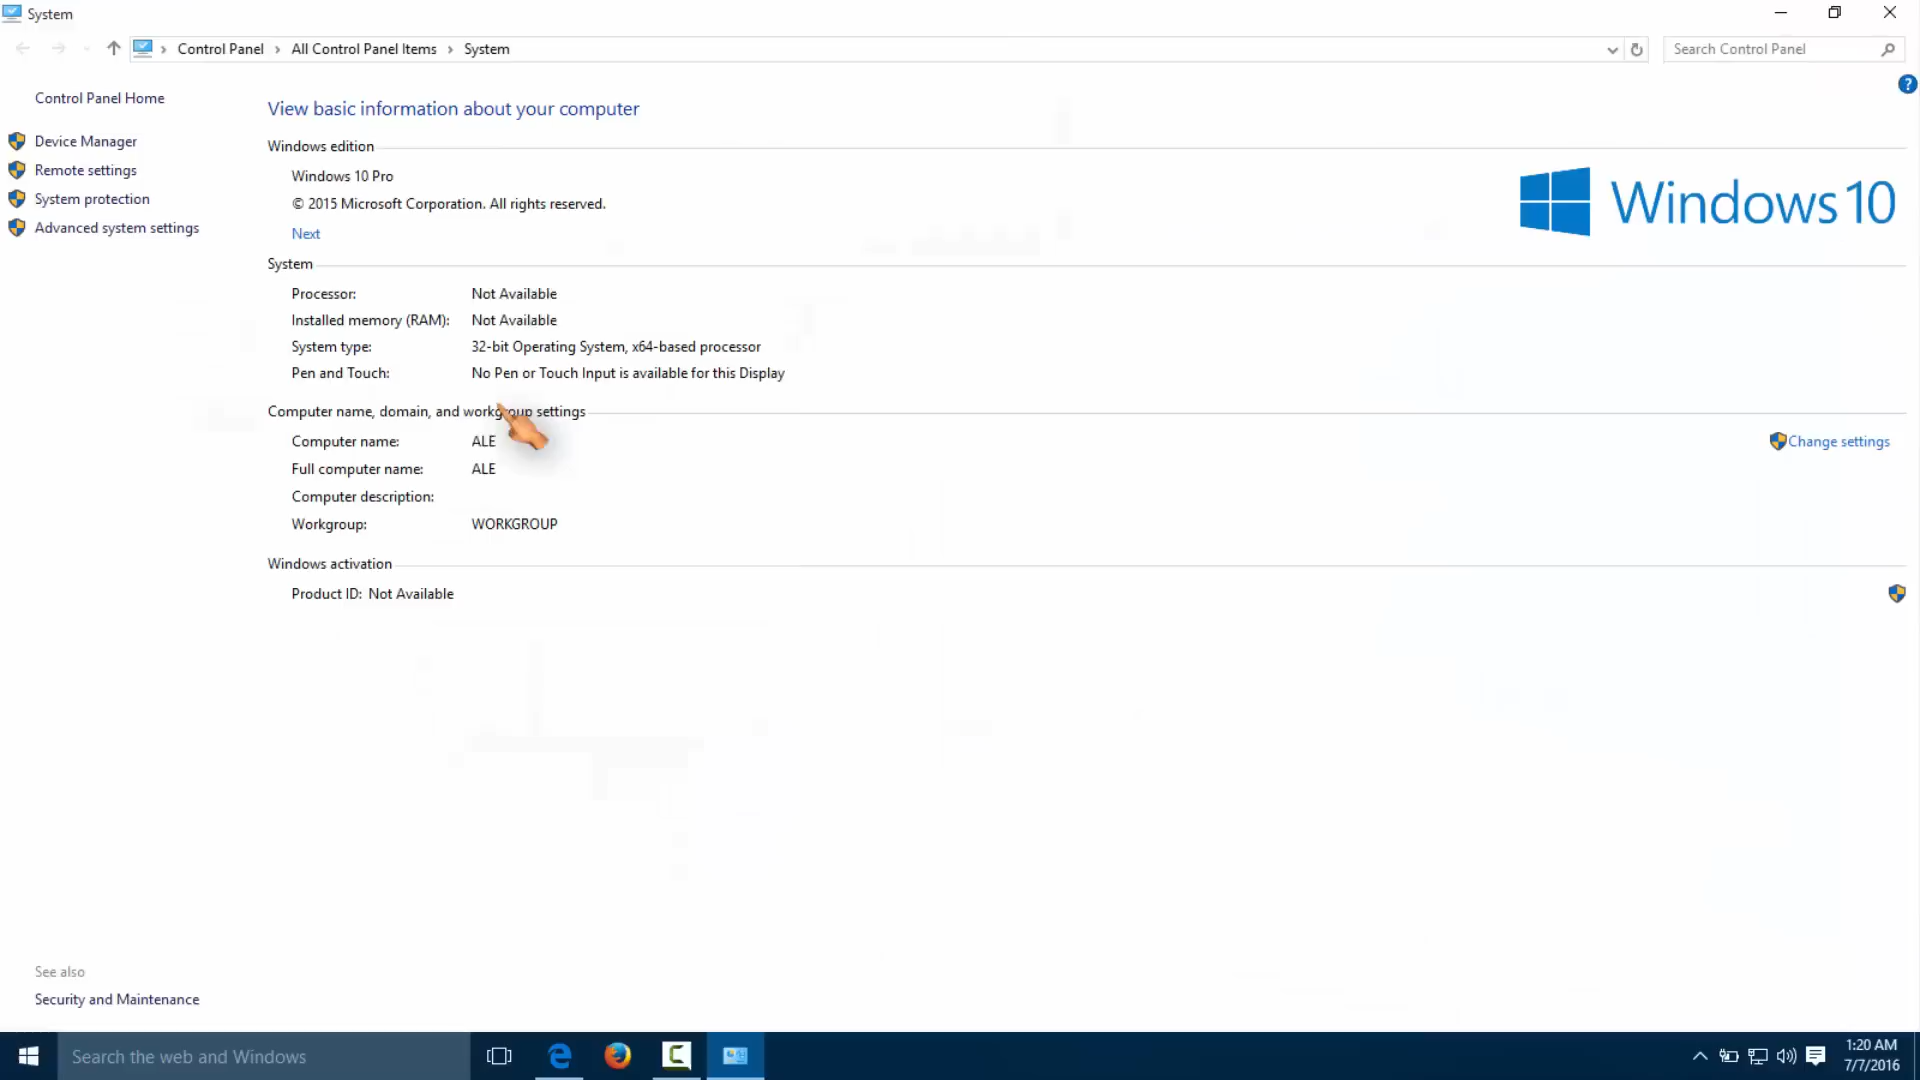 System
Control Panel > All Control Panel Items > System
Search Control Panel
?
Control Panel Home
Device Manager
Remote settings
System protection
Advanced system settings
View basic information about your computer
Windows edition
Windows 10 Pro
© 2015 Microsoft Corporation. All rights reserved.
Next
Windows 10
System
Processor: Not Available
Installed memory (RAM): Not Available
System type: 32-bit Operating System, x64-based processor
Pen and Touch: No Pen or Touch Input is available for this Display
Computer name, domain, and workgroup settings
Computer name: ALE
Change settings
Full computer name: ALE
Computer description:
Workgroup: WORKGROUP
Windows activation
Product ID: Not Available
See also
Security and Maintenance
Search the web and Windows
1:20 AM
7/7/2016